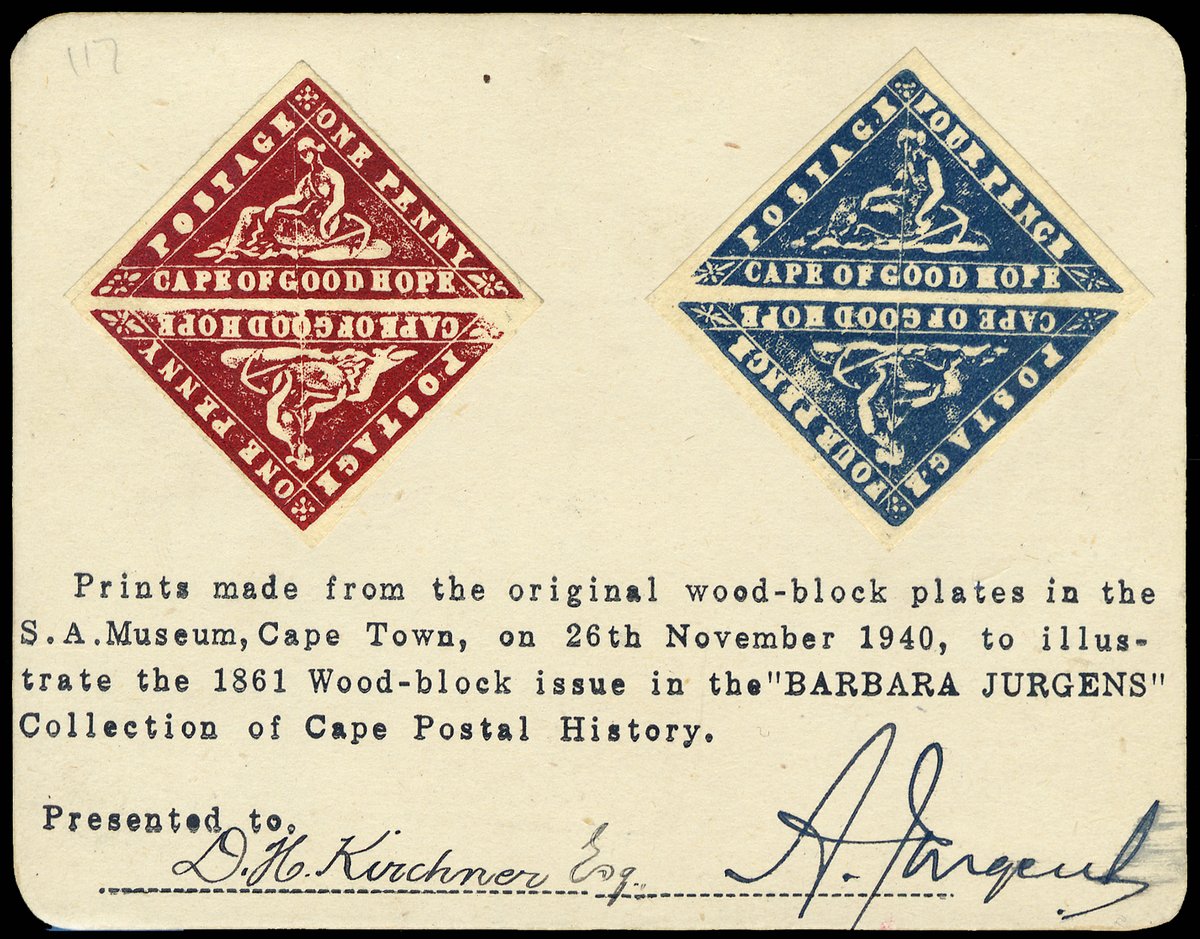 117
POSTAGE ONE PENNY
CAPE OF GOOD HOPE
CAPE OF GOOD HOPE
POSTAGE ONE PENNY
POSTAGE FOUR PENCE
CAPE OF GOOD HOPE
CAPE OF GOOD HOPE
POSTAGE FOUR PENCE
Prints made from the original wood-block plates in the
S.A.Museum, Cape Town, on 26th November 1940, to illus-
trate the 1861 Wood-block issue in the "BARBARA JURGENS"
Collection of Cape Postal History.
Presented to.
D. H. Kirchner Esq.
A. Jurgens